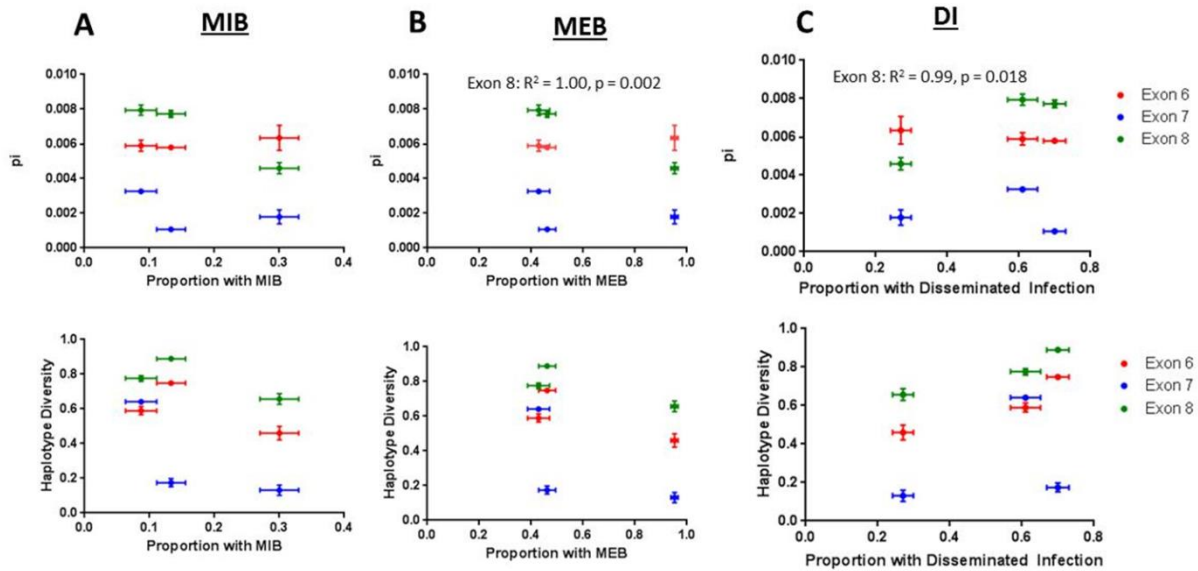 A
MIB
B
MEB
C
DI
pi
0.010
0.008
0.006
0.004
0.002
0.000
0.0 0.1 0.2 0.3 0.4
Proportion with MIB
Exon 8: R² = 1.00, p = 0.002
0.010
0.008
0.006
0.004
0.002
0.000
0.0 0.2 0.4 0.6 0.8 1.0
Proportion with MEB
Exon 8: R² = 0.99, p = 0.018
pi
0.010
0.008
0.006
0.004
0.002
0.000
0.0 0.2 0.4 0.6 0.8
Proportion with Disseminated Infection
Exon 6
Exon 7
Exon 8
Haplotype Diversity
1.0
0.8
0.6
0.4
0.2
0.0
0.0 0.1 0.2 0.3 0.4
Proportion with MIB
Haplotype Diversity
1.0
0.8
0.6
0.4
0.2
0.0
0.0 0.2 0.4 0.6 0.8 1.0
Proportion with MEB
Haplotype Diversity
1.0
0.8
0.6
0.4
0.2
0.0
0.0 0.2 0.4 0.6 0.8
Proportion with Disseminated Infection
Exon 6
Exon 7
Exon 8